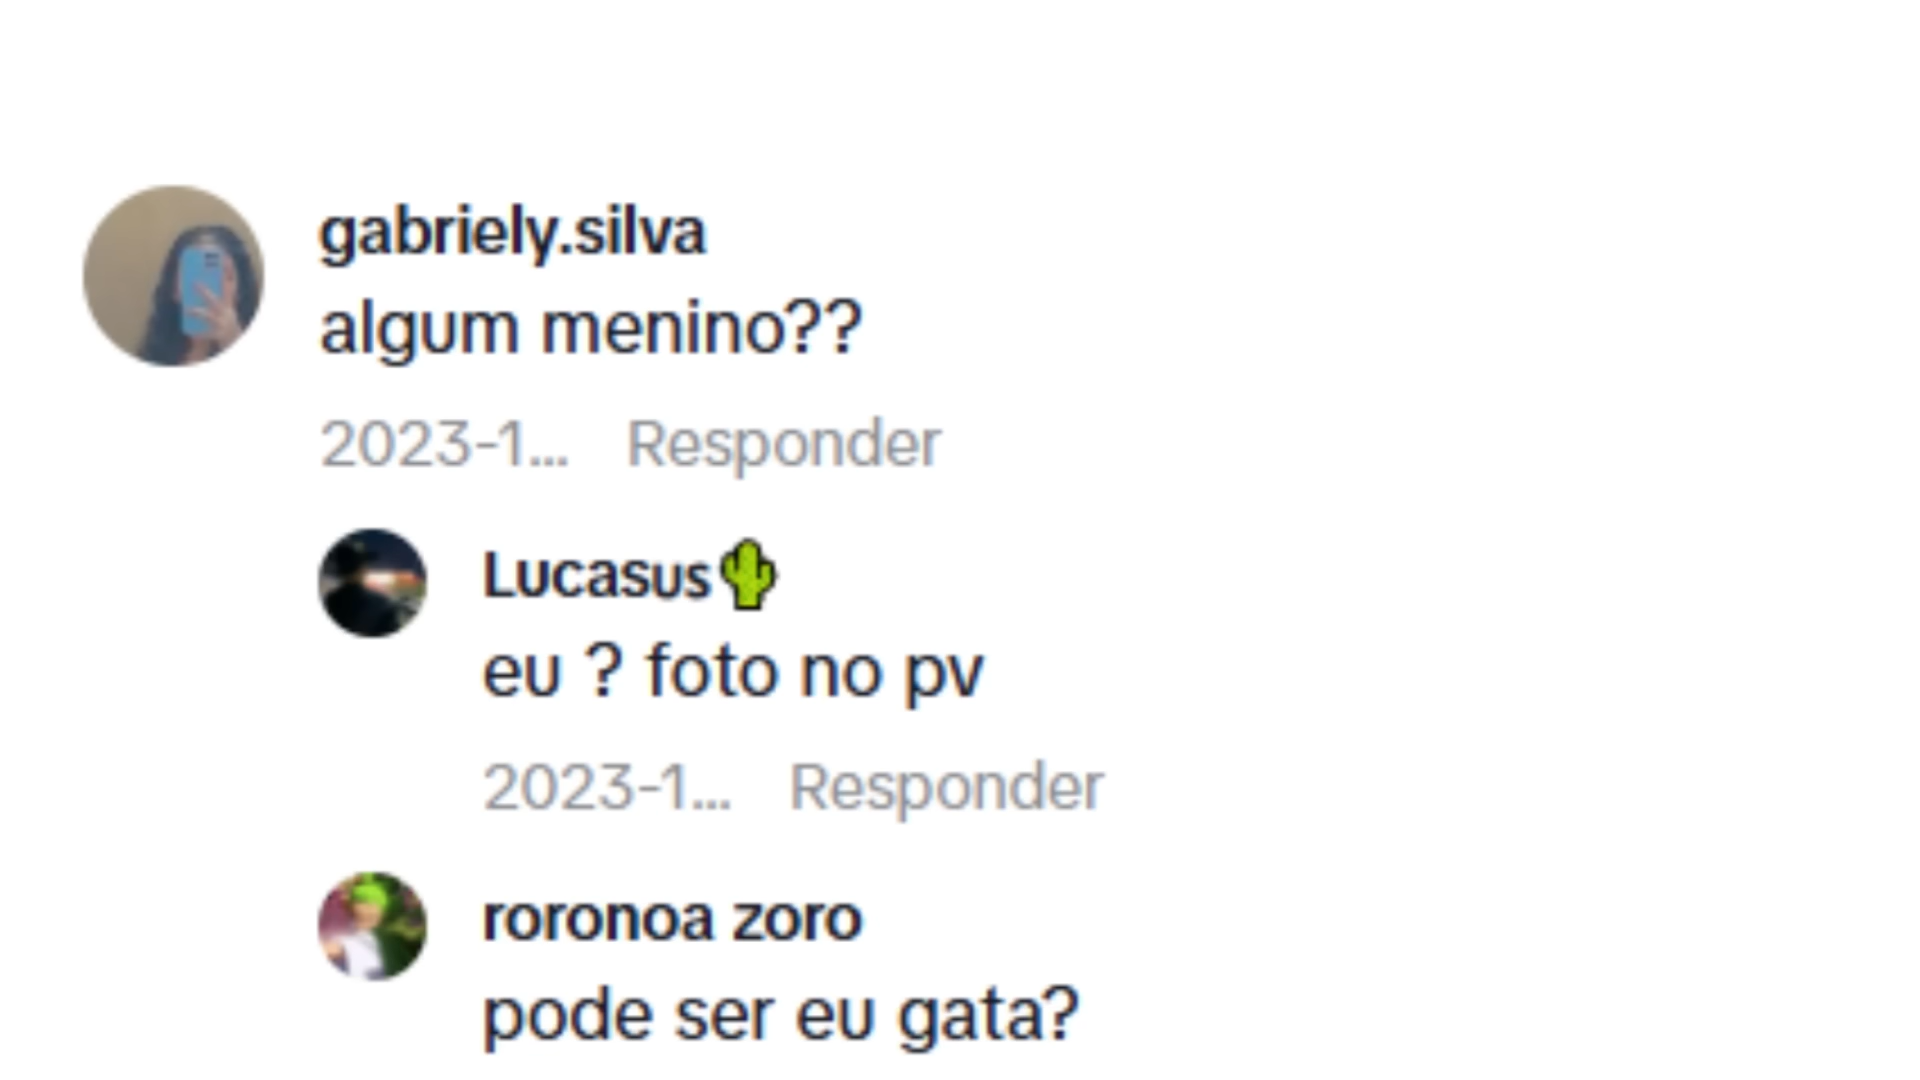 gabriely.silva
algum menino??
2023-1... Responder
Lucasus🌵
eu ? foto no pv
2023-1... Responder
roronoa zoro
pode ser eu gata?